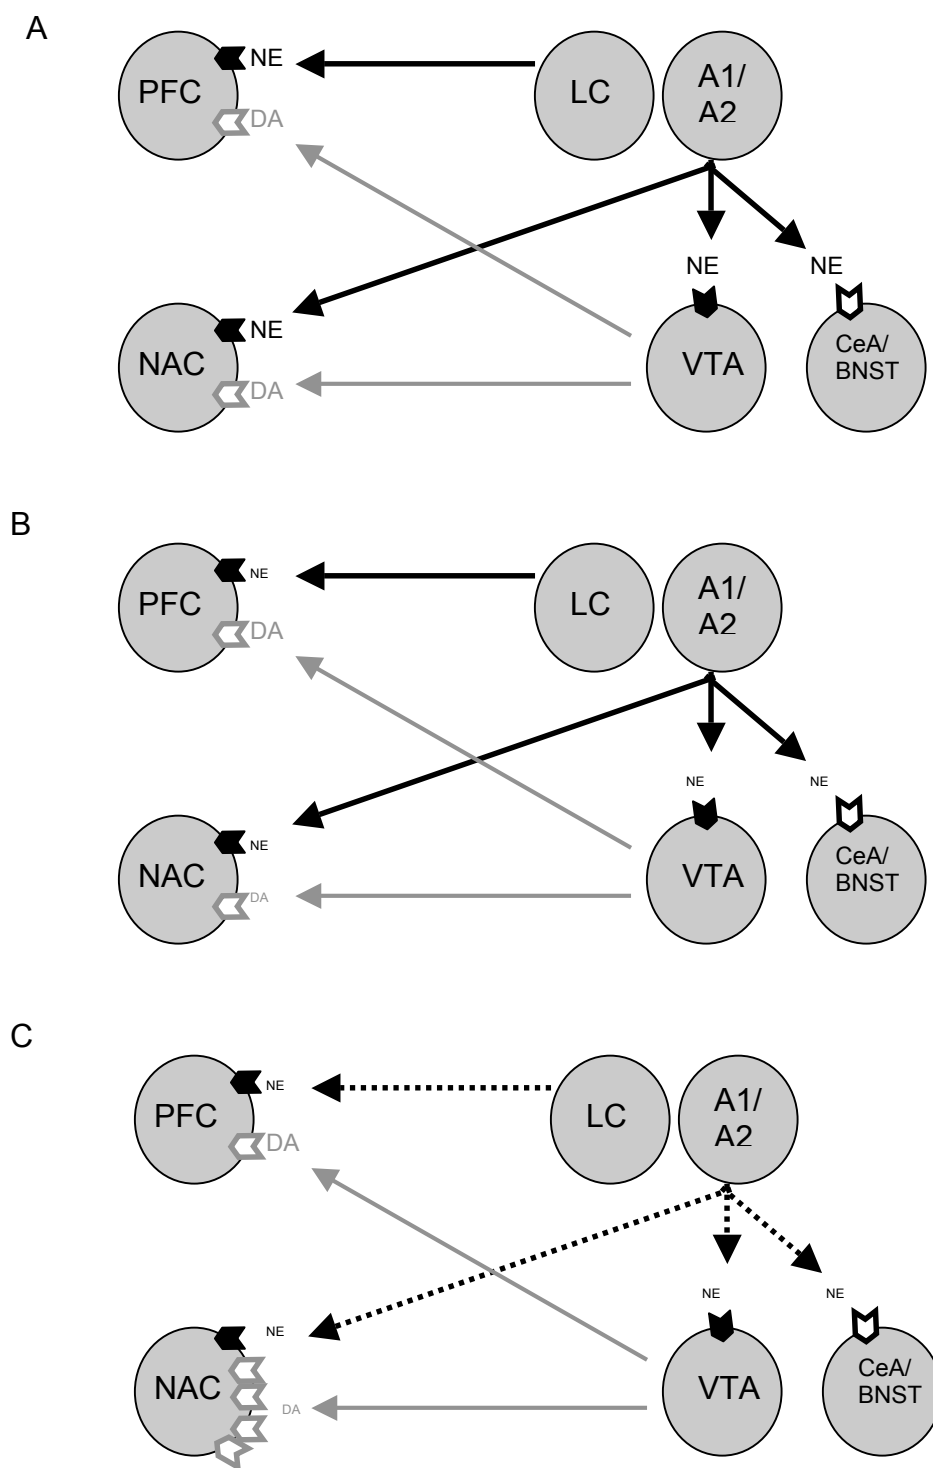 A
PFC
NE
DA
LC
A1/
A2
NE
NE
NAC
NE
DA
VTA
CeA/
BNST
B
PFC
NE
DA
LC
A1/
A2
NE
NE
NAC
NE
DA
VTA
CeA/
BNST
C
PFC
NE
DA
LC
A1/
A2
NE
NE
NAC
NE
DA
VTA
CeA/
BNST